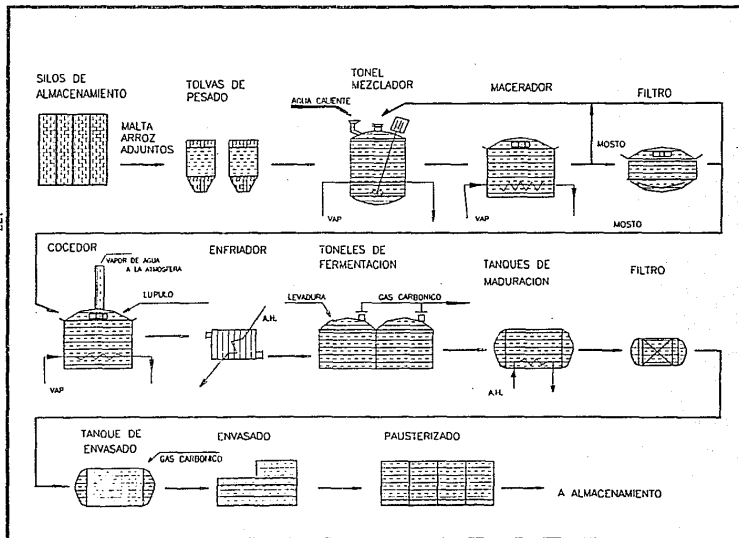 SILOS DE
ALMACENAMIENTO
MALTA
ARROZ
ADJUNTOS
TOLVAS DE
PESADO
TONEL
MEZCLADOR
AGUA CALIENTE
VAP
MACERADOR
VAP
MOSTO
FILTRO
MOSTO
COCEDOR
VAPOR DE AGUA
A LA ATMOSFERA
LUPULO
VAP
ENFRIADOR
A.H.
TONELES DE
FERMENTACION
LEVADURA
GAS CARBONICO
TANQUES DE
MADURACION
A.H.
FILTRO
TANQUE DE
ENVASADO
GAS CARBONICO
ENVASADO
PAUSTERIZADO
A ALMACENAMIENTO